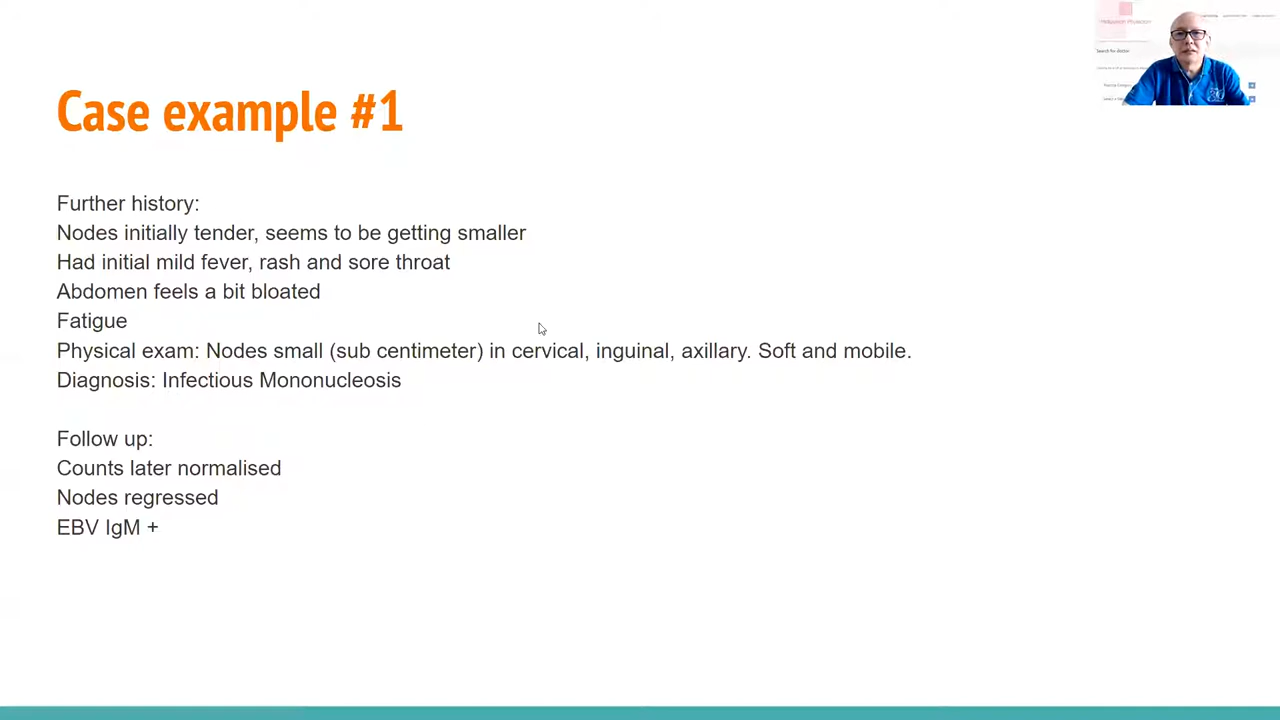 Case example #1
Further history:
Nodes initially tender, seems to be getting smaller
Had initial mild fever, rash and sore throat
Abdomen feels a bit bloated
Fatigue
Physical exam: Nodes small (sub centimeter) in cervical, inguinal, axillary. Soft and mobile.
Diagnosis: Infectious Mononucleosis
Follow up:
Counts later normalised
Nodes regressed
EBV IgM +